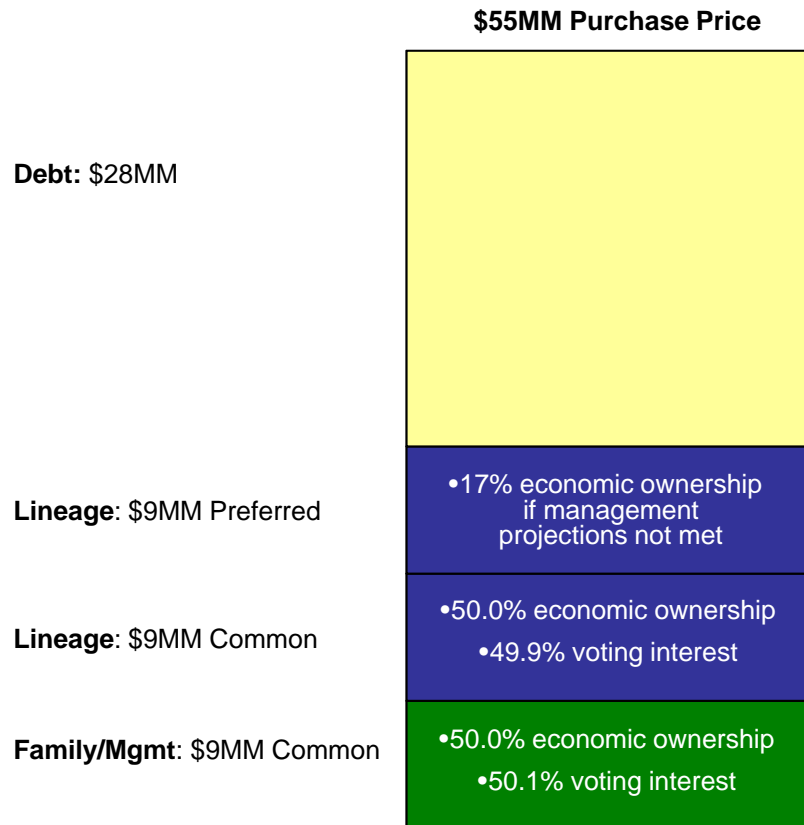 $55MM Purchase Price
Debt: $28MM
Lineage: $9MM Preferred
•17% economic ownership
if management
projections not met
Lineage: $9MM Common
•50.0% economic ownership
•49.9% voting interest
Family/Mgmt: $9MM Common
•50.0% economic ownership
•50.1% voting interest